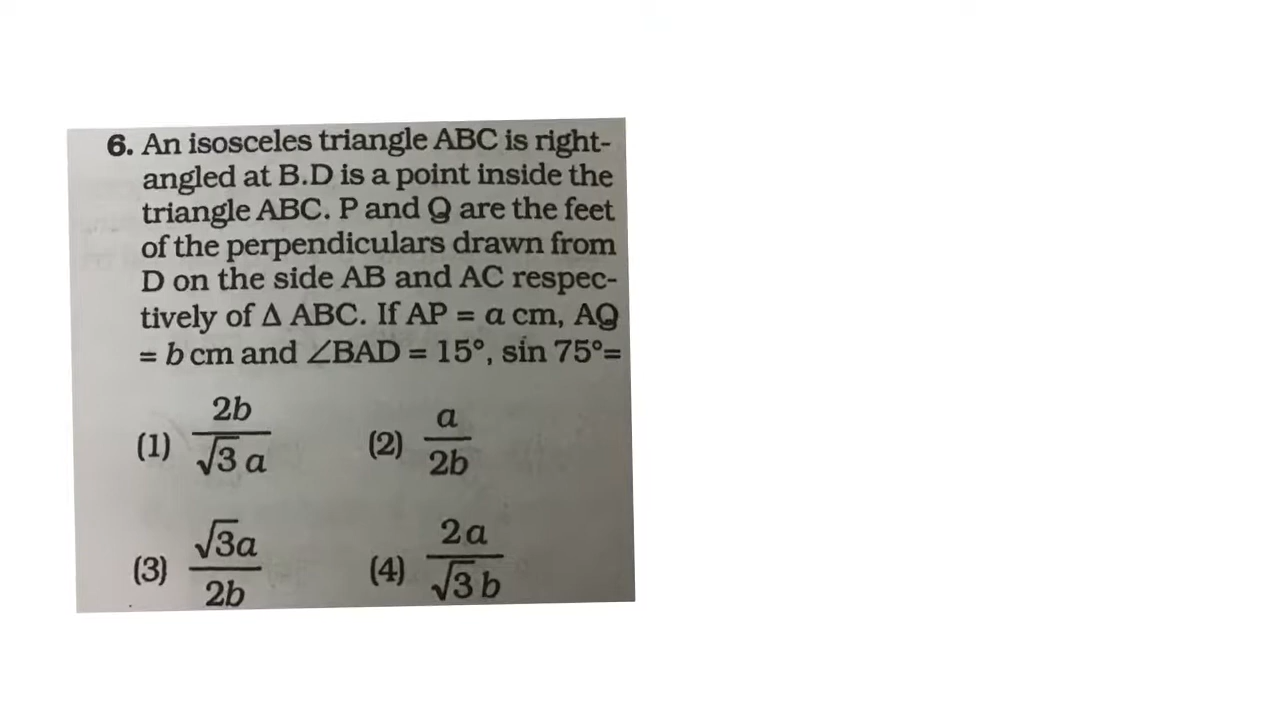 6. An isosceles triangle ABC is right-
angled at B.D is a point inside the
triangle ABC. P and Q are the feet
of the perpendiculars drawn from
D on the side AB and AC respec-
tively of Δ ABC. If AP = a cm, AQ
= b cm and ∠BAD = 15°, sin 75°=
(1) 2b/√3 a (2) a/2b
(3) √3a/2b (4) 2a/√3 b